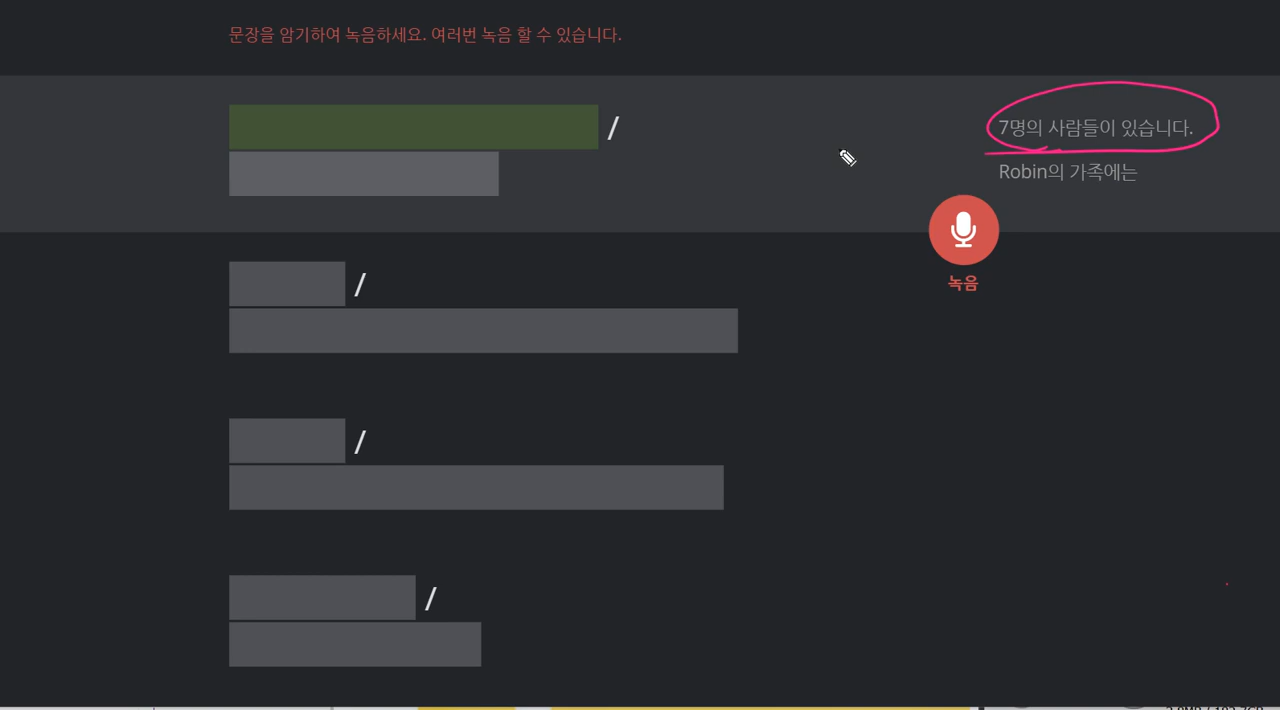 문장을 암기하여 녹음하세요. 여러번 녹음 할 수 있습니다.
/
7명의 사람들이 있습니다.
Robin의 가족에는
녹음
/
/
/